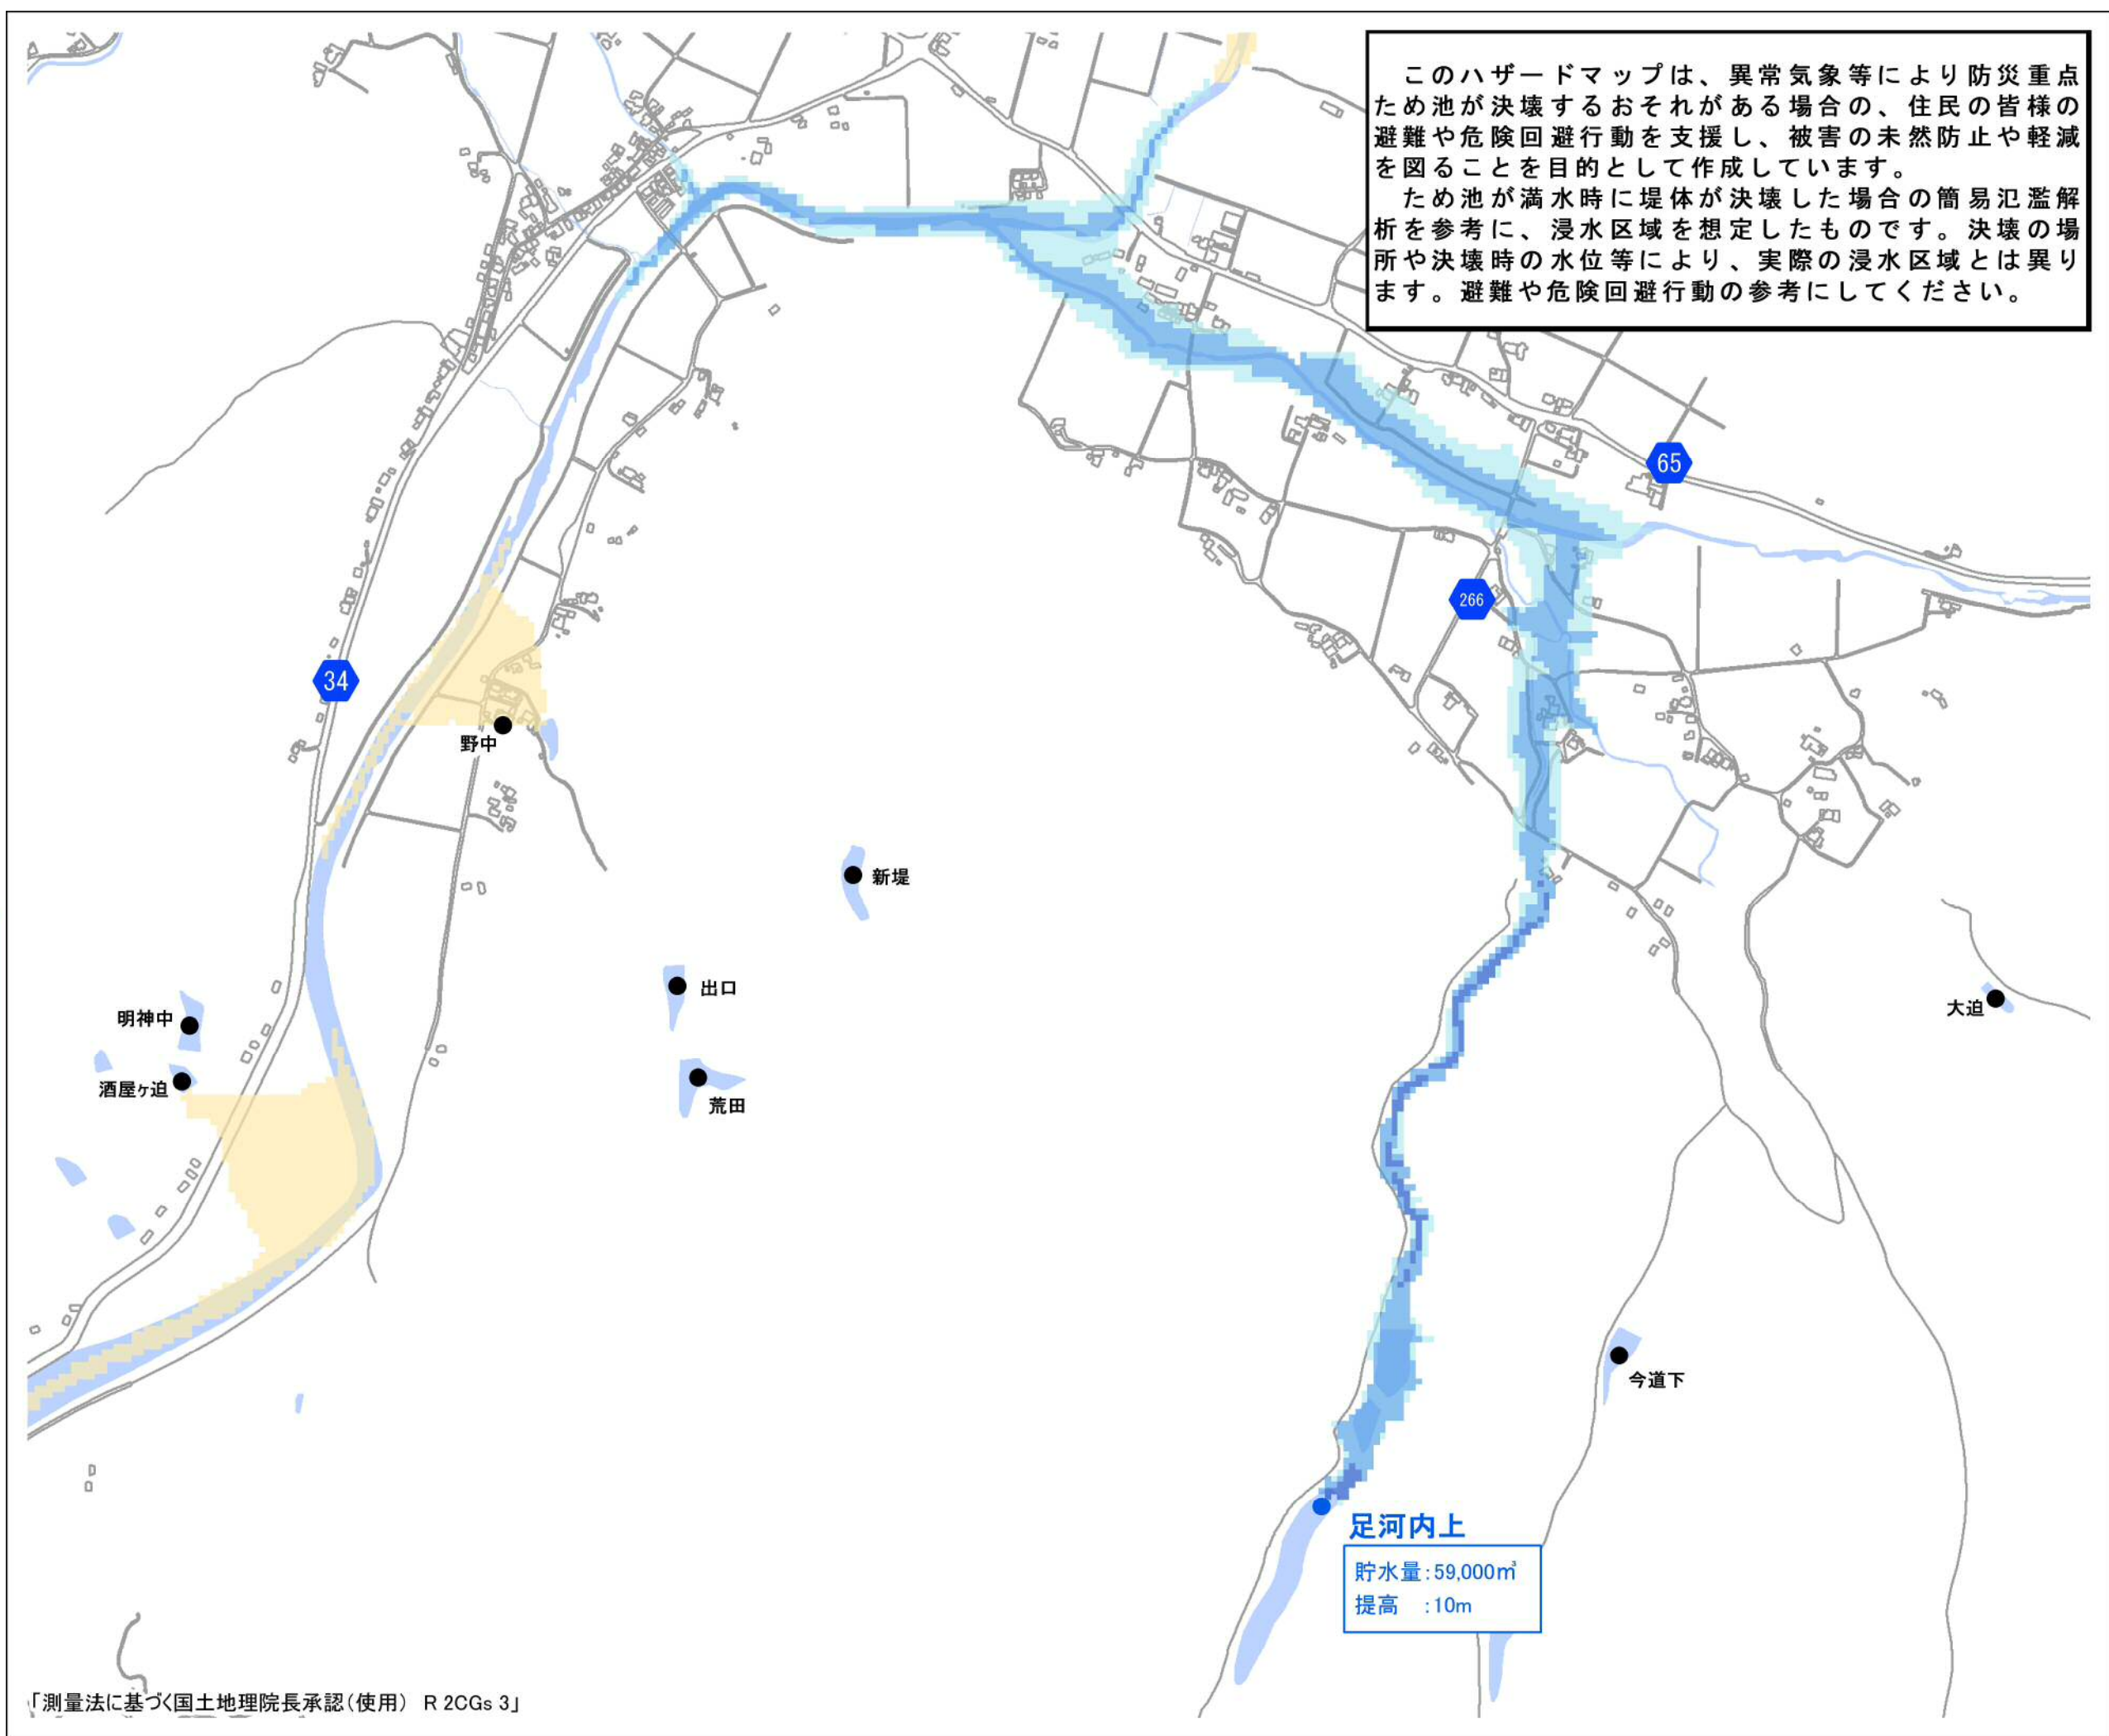 このハザードマップは、異常気象等により防災重点
ため池が決壊するおそれがある場合の、住民の皆様の
避難や危険回避行動を支援し、被害の未然防止や軽減
を図ることを目的として作成しています。
ため池が満水時に堤体が決壊した場合の簡易氾濫解
析を参考に、浸水区域を想定したものです。決壊の場
所や決壊時の水位等により、実際の浸水区域とは異り
ます。避難や危険回避行動の参考にしてください。
65
266
34
野中
新堤
出口
明神中
大迫
酒屋ヶ迫
荒田
今道下
足河内上
貯水量:59,000㎥
提高 :10m
「測量法に基づく国土地理院長承認(使用) R 2CGs 3」